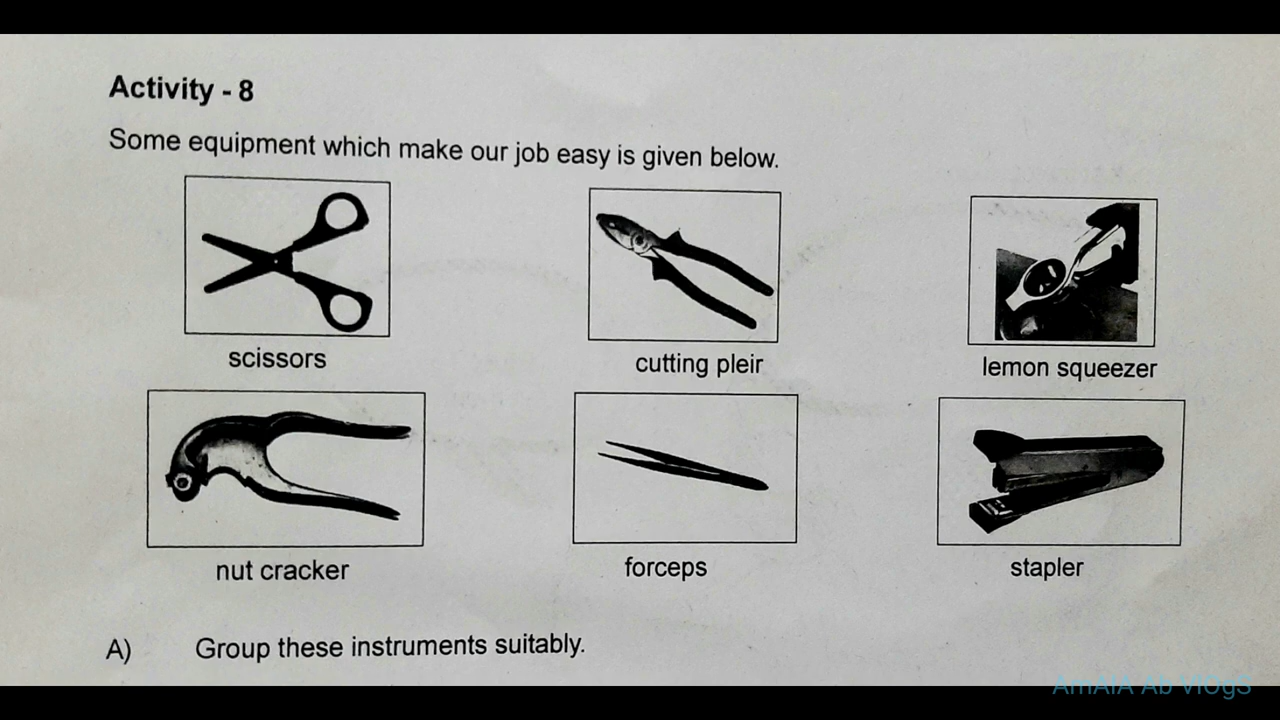 Activity - 8
Some equipment which make our job easy is given below.
scissors
cutting pleir
lemon squeezer
nut cracker
forceps
stapler
A) Group these instruments suitably.
AmAlA Ab VlOgS